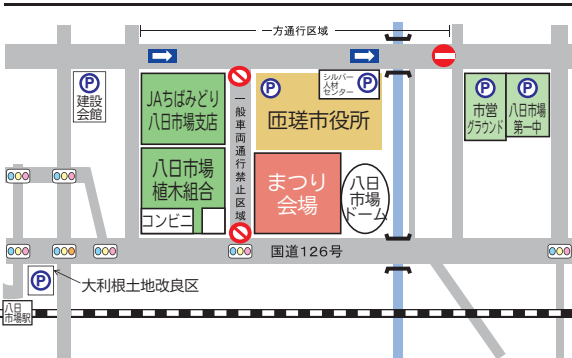 一方通行区域
P
建設
会館
JAちばみどり
八日市場支店
一般車両通行禁止区域
P
シルバー
人材
センター
P
匝瑳市役所
P
市営
グラウンド
P
八日市場
第一中
八日市場
植木組合
コンビニ
まつり
会場
八日
市場
ドーム
国道126号
P
大利根土地改良区
八日
市場駅